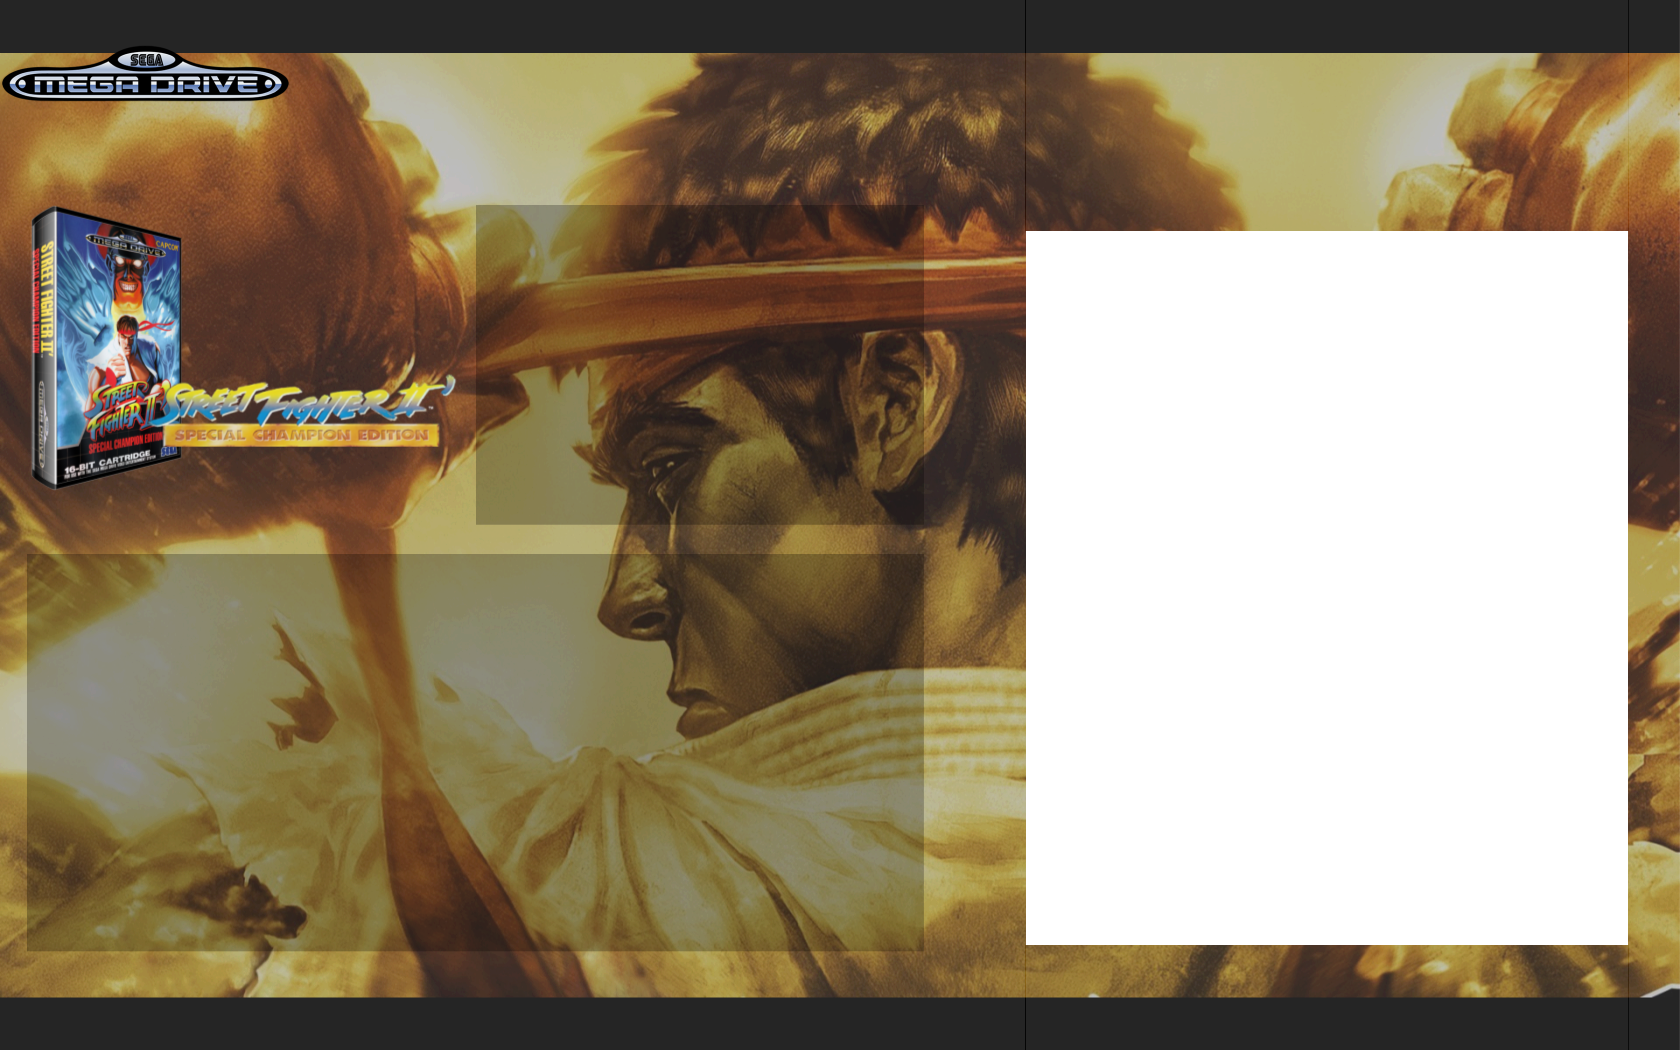 SEGA
MEGA DRIVE
MEGA DRIVE
CAPCOM
STREET FIGHTER II'
SPECIAL CHAMPION EDITION
STREET
FIGHTER II'
SPECIAL CHAMPION EDITION
16-BIT CARTRIDGE
SEGA
STREET FIGHTER II'
SPECIAL CHAMPION EDITION